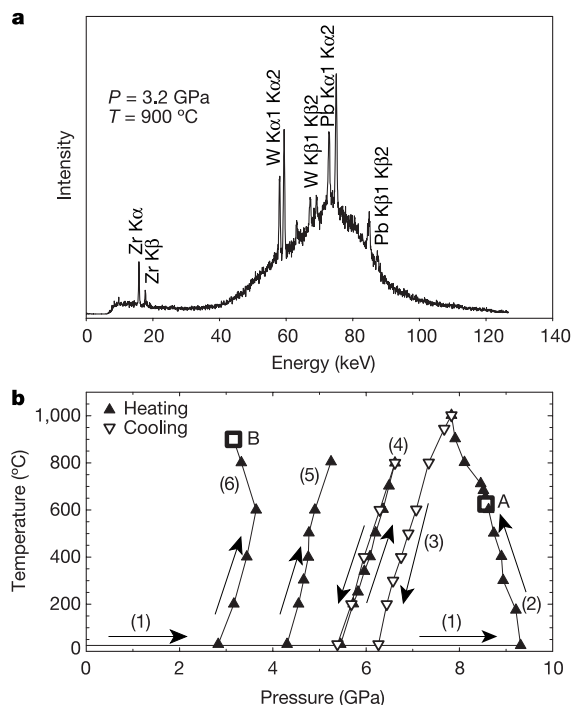 a
P = 3.2 GPa
T = 900 ºC
Intensity
Zr Kα
Zr Kβ
W Kα1 Kα2
W Kβ1 Kβ2
Pb Kα1 Kα2
Pb Kβ1 Kβ2
0 20 40 60 80 100 120 140
Energy (keV)
b
Heating
Cooling
Temperature (ºC)
1,000
800
600
400
200
0
B
(6)
(5)
(4)
(3)
A
(2)
(1)
(1)
0 2 4 6 8 10
Pressure (GPa)